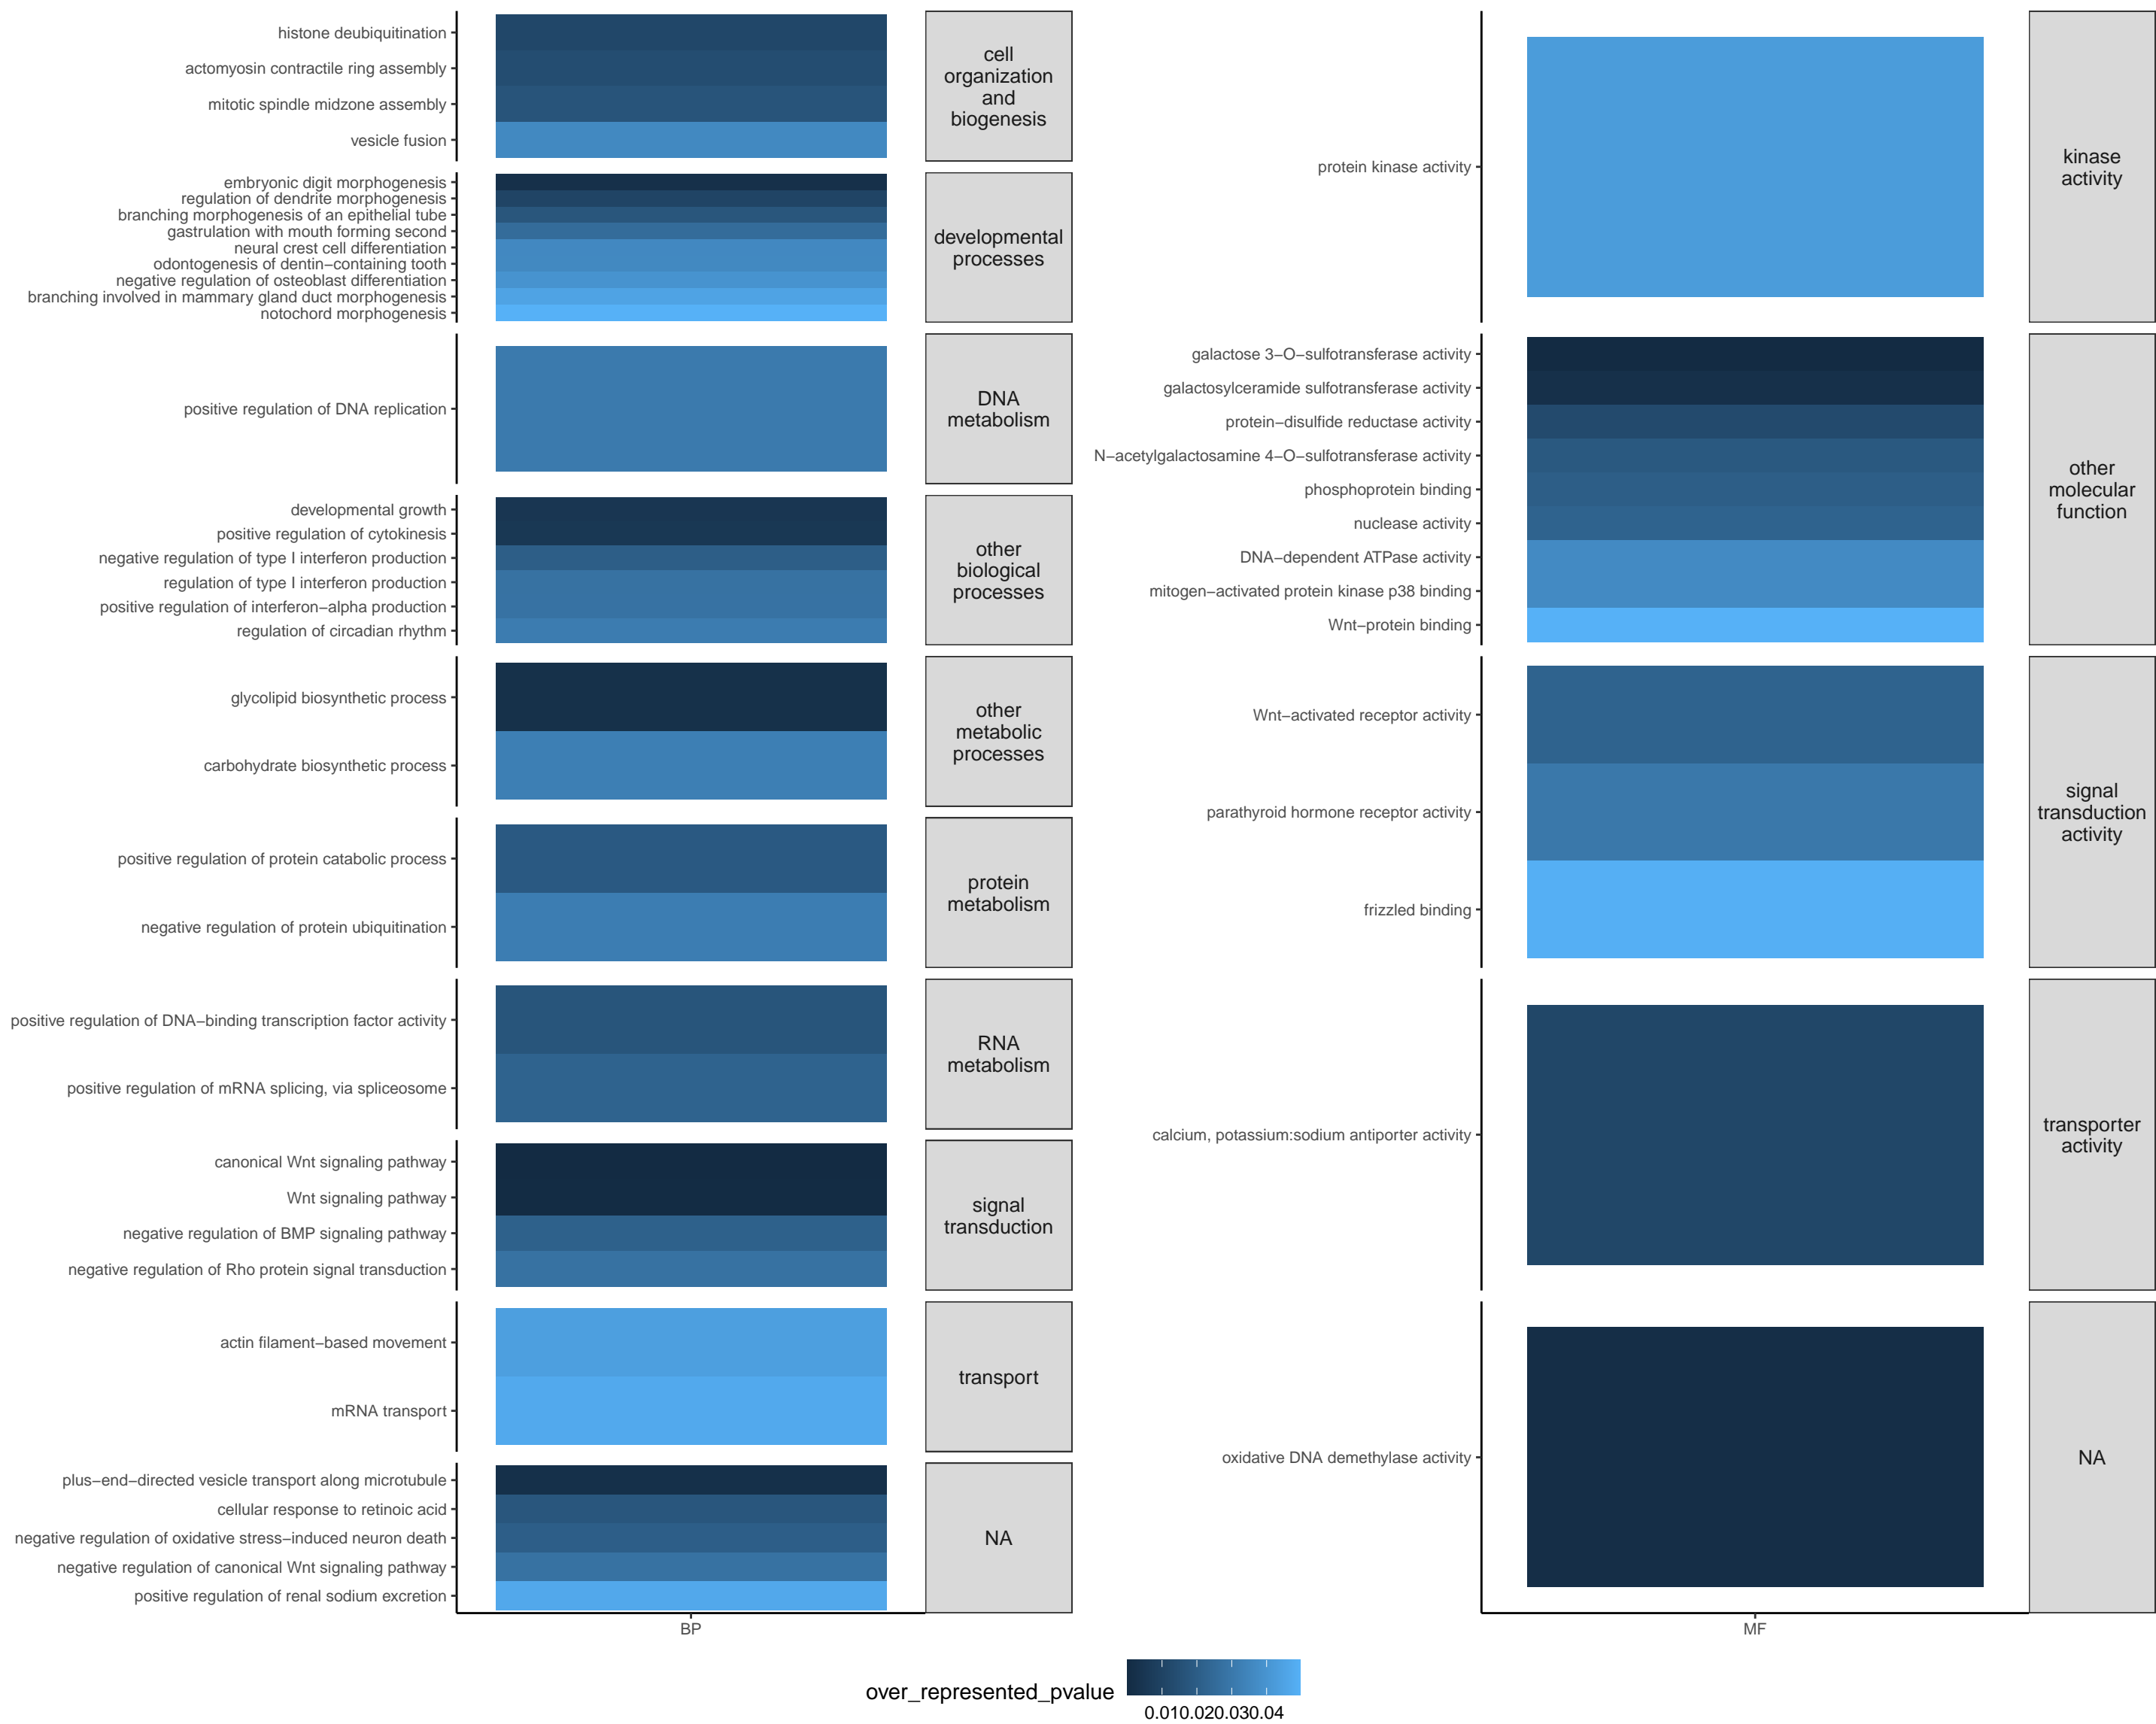 histone deubiquitination
actomyosin contractile ring assembly
mitotic spindle midzone assembly
vesicle fusion
cell
organization
and
biogenesis
embryonic digit morphogenesis
regulation of dendrite morphogenesis
branching morphogenesis of an epithelial tube
gastrulation with mouth forming second
neural crest cell differentiation
odontogenesis of dentin−containing tooth
negative regulation of osteoblast differentiation
branching involved in mammary gland duct morphogenesis
notochord morphogenesis
developmental
processes
positive regulation of DNA replication
DNA
metabolism
developmental growth
positive regulation of cytokinesis
negative regulation of type I interferon production
regulation of type I interferon production
positive regulation of interferon−alpha production
regulation of circadian rhythm
other
biological
processes
glycolipid biosynthetic process
carbohydrate biosynthetic process
other
metabolic
processes
positive regulation of protein catabolic process
negative regulation of protein ubiquitination
protein
metabolism
positive regulation of DNA−binding transcription factor activity
positive regulation of mRNA splicing, via spliceosome
RNA
metabolism
canonical Wnt signaling pathway
Wnt signaling pathway
negative regulation of BMP signaling pathway
negative regulation of Rho protein signal transduction
signal
transduction
actin filament−based movement
mRNA transport
transport
plus−end−directed vesicle transport along microtubule
cellular response to retinoic acid
negative regulation of oxidative stress−induced neuron death
negative regulation of canonical Wnt signaling pathway
positive regulation of renal sodium excretion
NA
BP
protein kinase activity
kinase
activity
galactose 3−O−sulfotransferase activity
galactosylceramide sulfotransferase activity
protein−disulfide reductase activity
N−acetylgalactosamine 4−O−sulfotransferase activity
phosphoprotein binding
nuclease activity
DNA−dependent ATPase activity
mitogen−activated protein kinase p38 binding
Wnt−protein binding
other
molecular
function
Wnt−activated receptor activity
parathyroid hormone receptor activity
frizzled binding
signal
transduction
activity
calcium, potassium:sodium antiporter activity
transporter
activity
oxidative DNA demethylase activity
NA
MF
over_represented_pvalue
0.010.020.030.04